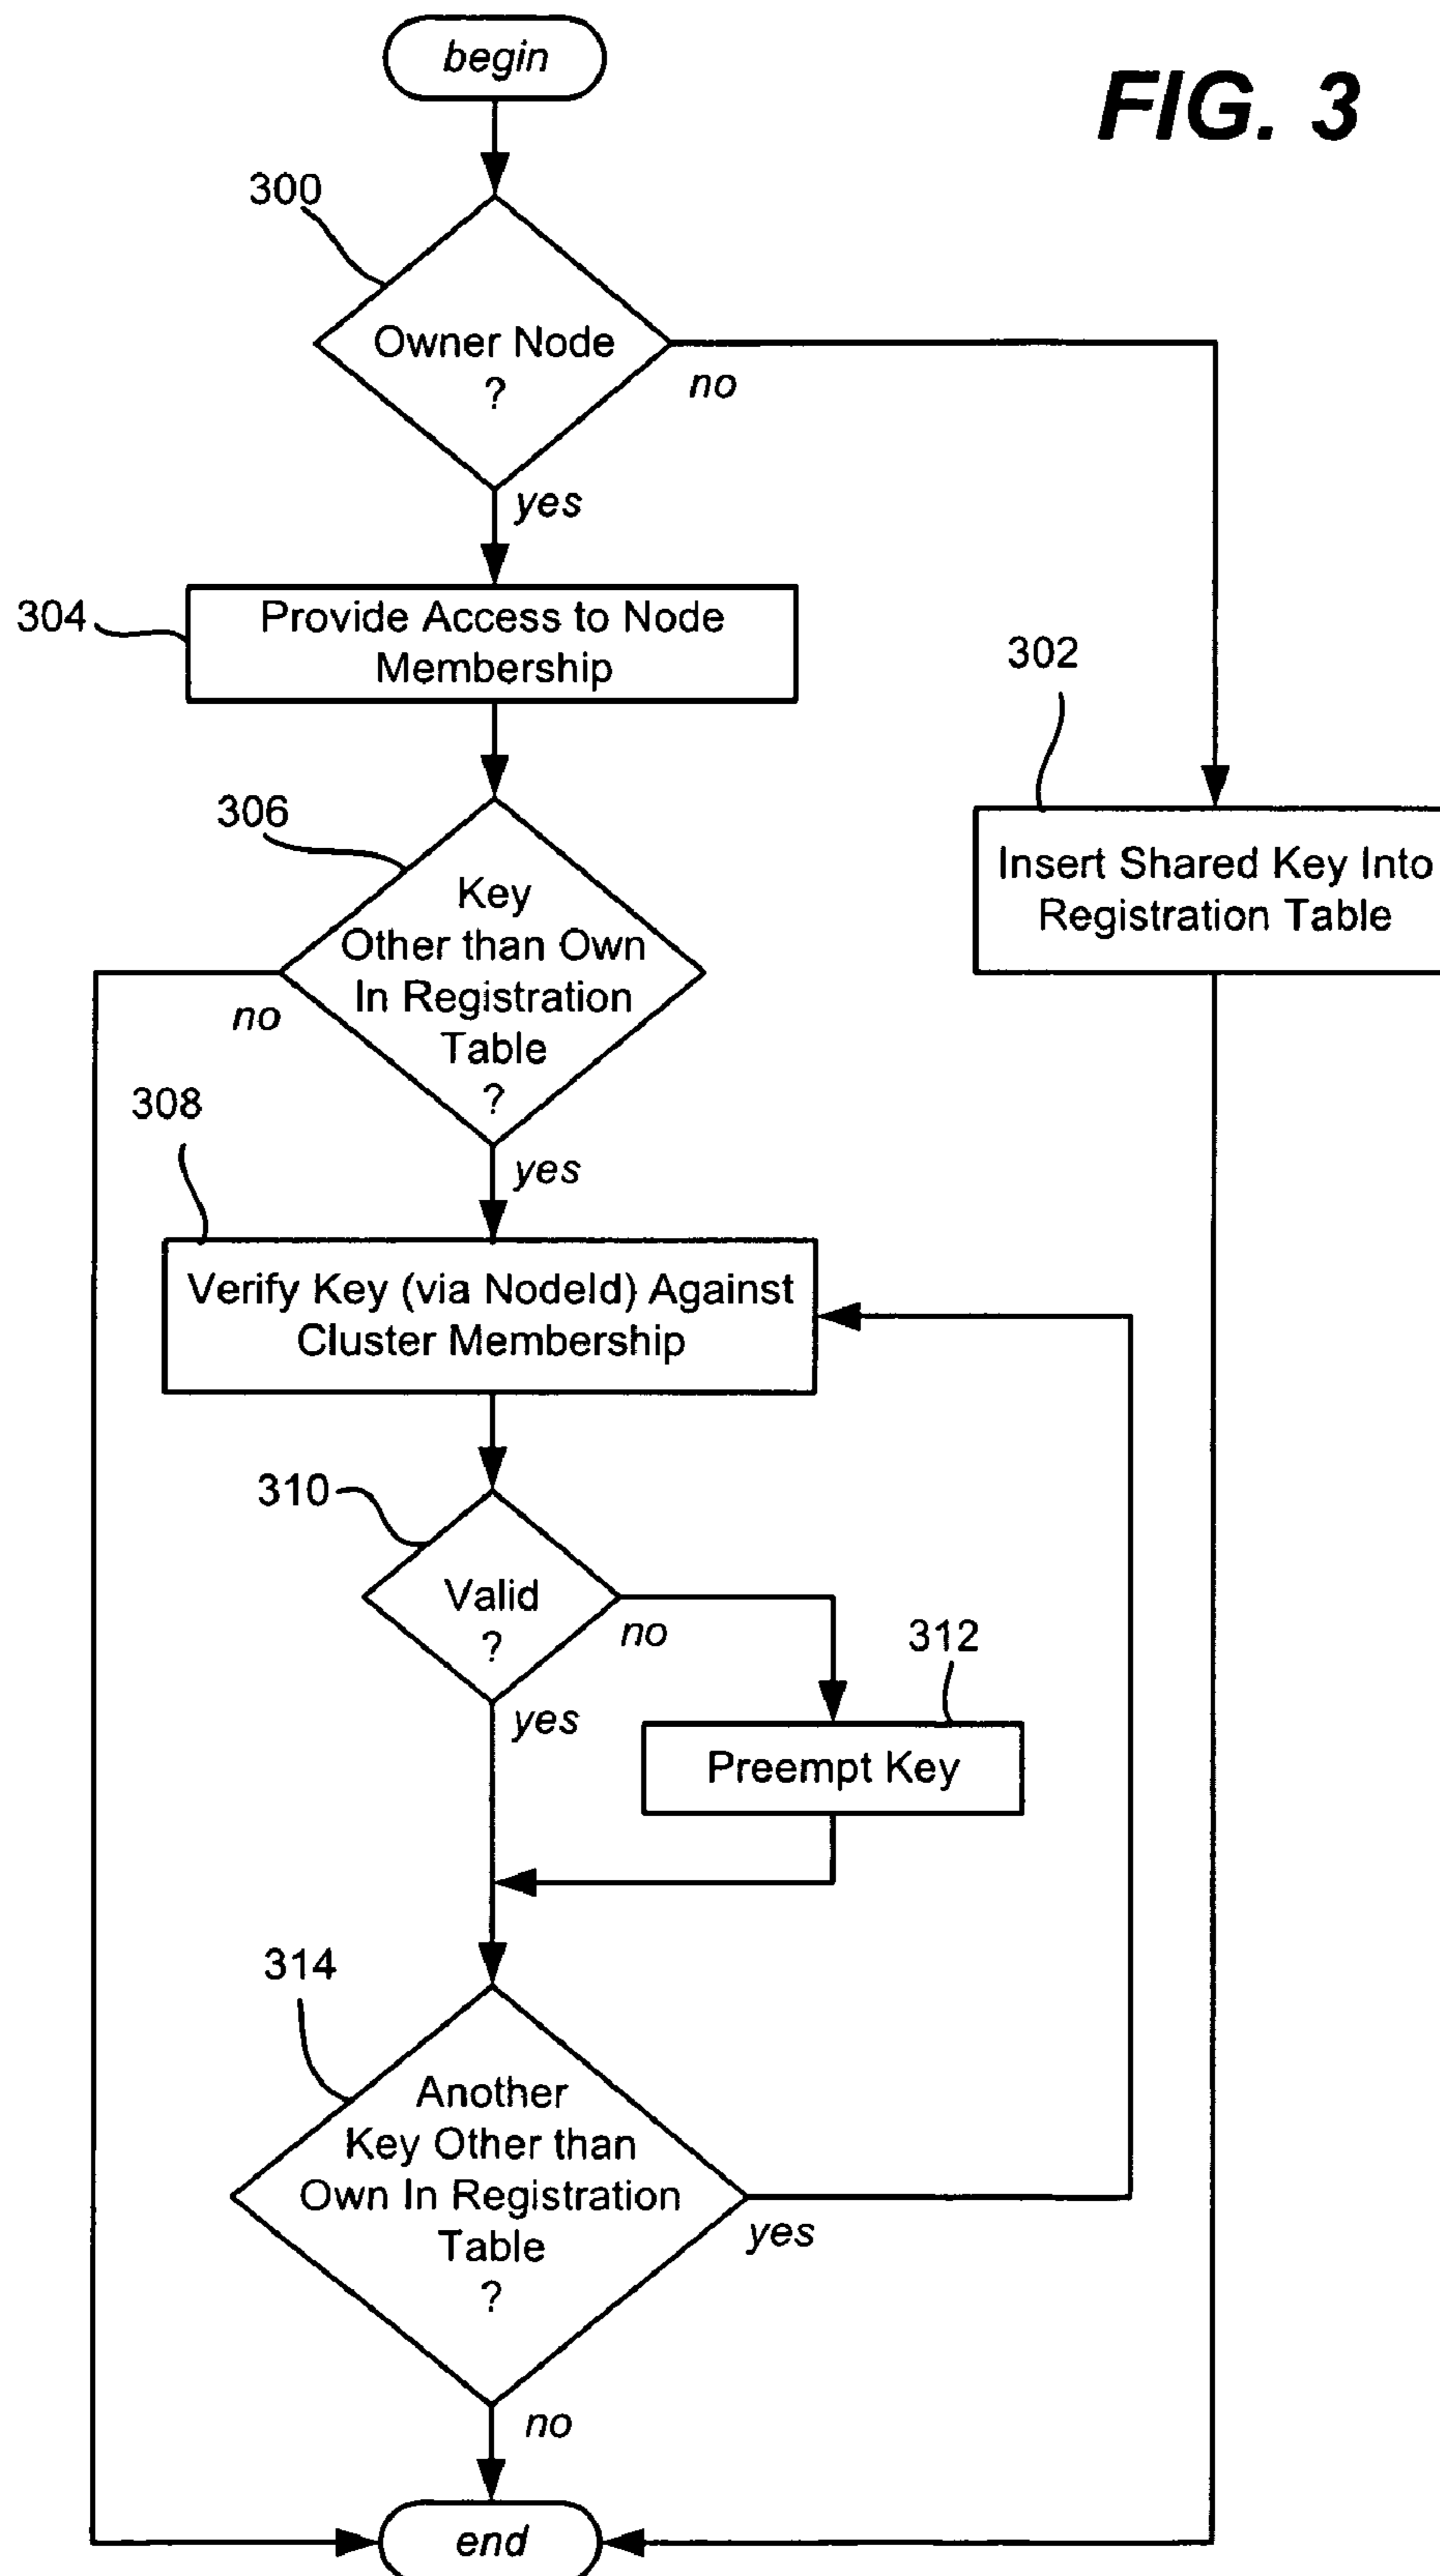 begin
FIG. 3
300
Owner Node
?
no
yes
304
Provide Access to Node
Membership
302
Insert Shared Key Into
Registration Table
306
Key
Other than Own
In Registration
Table
?
no
yes
308
Verify Key (via NodeId) Against
Cluster Membership
310
Valid
?
no
yes
312
Preempt Key
314
Another
Key Other than
Own In Registration
Table
?
yes
no
end